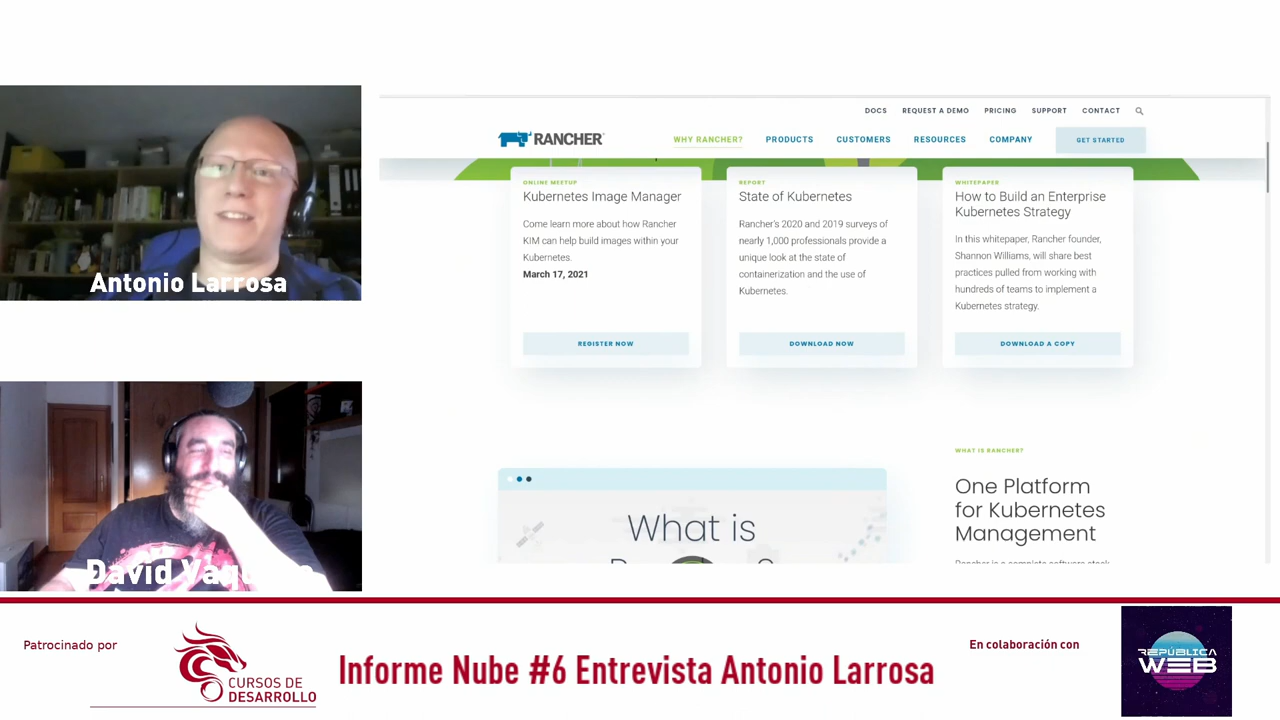 Antonio Larrosa
David
DOCS REQUEST A DEMO PRICING SUPPORT CONTACT
RANCHER
WHY RANCHER? PRODUCTS CUSTOMERS RESOURCES COMPANY GET STARTED
ONLINE MEETUP
Kubernetes Image Manager
Come learn more about how Rancher
KIM can help build images within your
Kubernetes.
March 17, 2021
REGISTER NOW
REPORT
State of Kubernetes
Rancher's 2020 and 2019 surveys of
nearly 1,000 professionals provide a
unique look at the state of
containerization and the use of
Kubernetes.
DOWNLOAD NOW
WHITEPAPER
How to Build an Enterprise
Kubernetes Strategy
In this whitepaper, Rancher founder,
Shannon Williams, will share best
practices pulled from working with
hundreds of teams to implement a
Kubernetes strategy.
DOWNLOAD A COPY
What is
WHAT IS RANCHER?
One Platform
for Kubernetes
Management
Rancher is a complete software stack
Patrocinado por
CURSOS DE
DESARROLLO
Informe Nube #6 Entrevista Antonio Larrosa
En colaboración con
REPÚBLICA
WEB